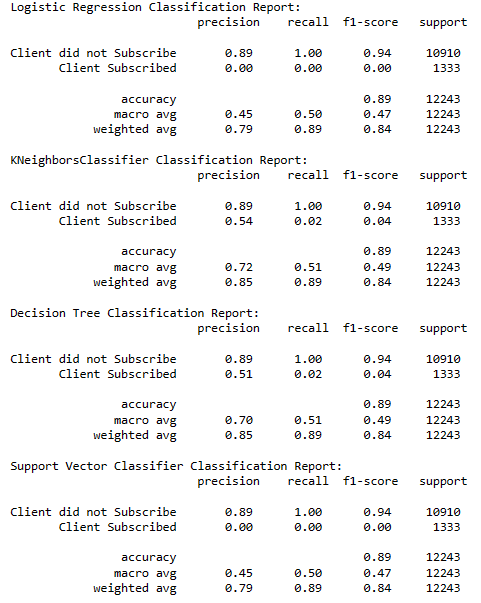 Logistic Regression Classification Report:
precision recall f1-score support
Client did not Subscribe 0.89 1.00 0.94 10910
Client Subscribed 0.00 0.00 0.00 1333
accuracy 0.89 12243
macro avg 0.45 0.50 0.47 12243
weighted avg 0.79 0.89 0.84 12243
KNeighborsClassifier Classification Report:
precision recall f1-score support
Client did not Subscribe 0.89 1.00 0.94 10910
Client Subscribed 0.54 0.02 0.04 1333
accuracy 0.89 12243
macro avg 0.72 0.51 0.49 12243
weighted avg 0.85 0.89 0.84 12243
Decision Tree Classification Report:
precision recall f1-score support
Client did not Subscribe 0.89 1.00 0.94 10910
Client Subscribed 0.51 0.02 0.04 1333
accuracy 0.89 12243
macro avg 0.70 0.51 0.49 12243
weighted avg 0.85 0.89 0.84 12243
Support Vector Classifier Classification Report:
precision recall f1-score support
Client did not Subscribe 0.89 1.00 0.94 10910
Client Subscribed 0.00 0.00 0.00 1333
accuracy 0.89 12243
macro avg 0.45 0.50 0.47 12243
weighted avg 0.79 0.89 0.84 12243